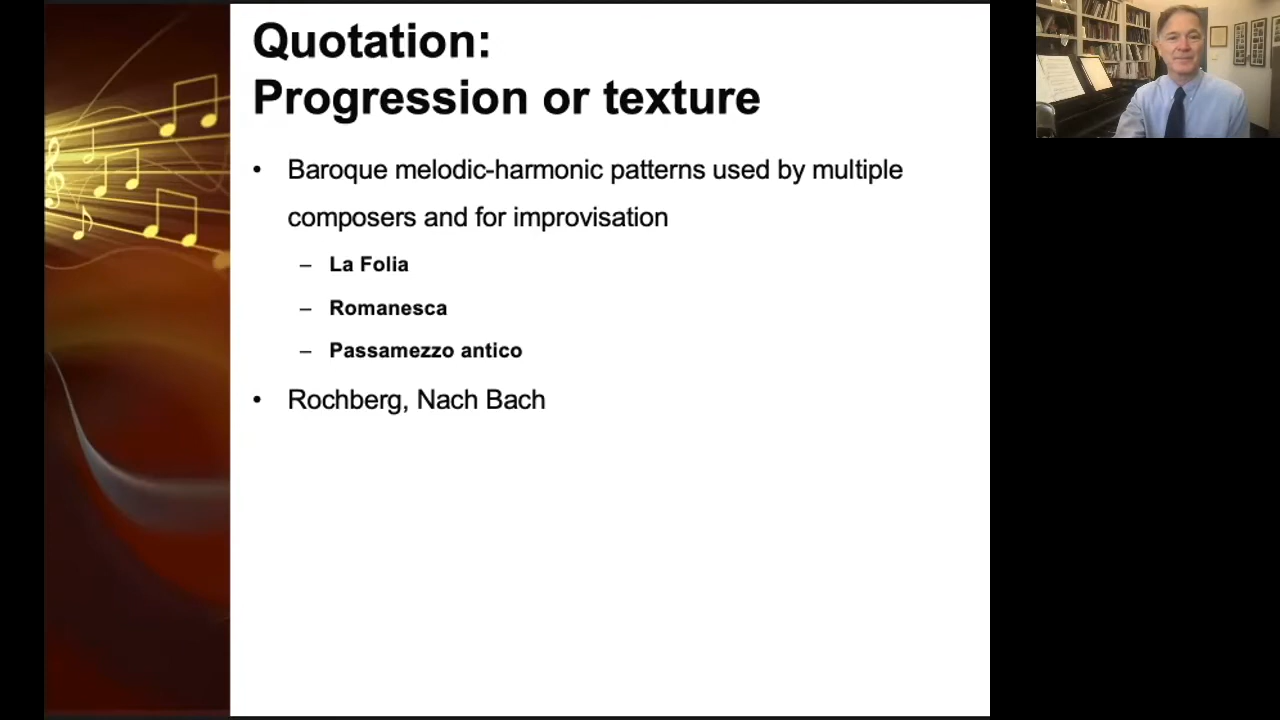 Quotation:
Progression or texture
• Baroque melodic-harmonic patterns used by multiple
composers and for improvisation
– La Folia
– Romanesca
– Passamezzo antico
• Rochberg, Nach Bach